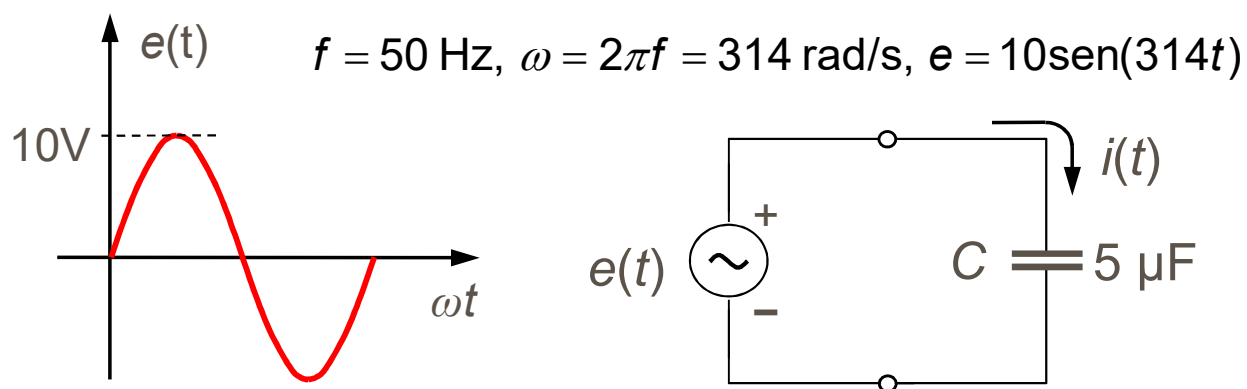 e(t)
f = 50 Hz, ω = 2πf = 314 rad/s, e = 10sen(314t)
10V
ωt
i(t)
+
e(t)
C
5 μF
−